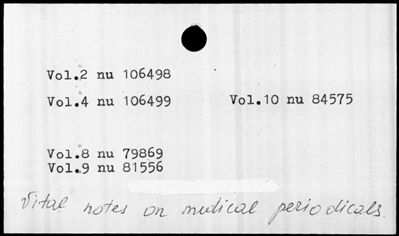 Vol.2 nu 106498
Vol.4 nu 106499 Vol.10 nu 84575
Vol.8 nu 79869
Vol.9 nu 81556
Vital notes on medical periodicals.